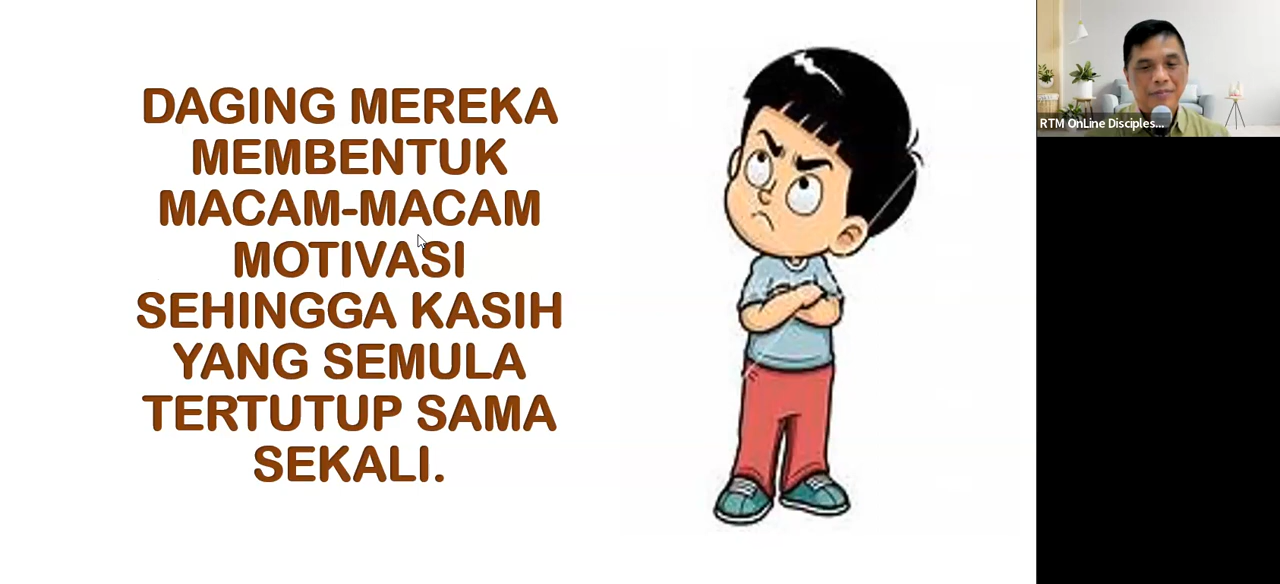 DAGING MEREKA
MEMBENTUK
MACAM-MACAM
MOTIVASI
SEHINGGA KASIH
YANG SEMULA
TERTUTUP SAMA
SEKALI.
RTM OnLine Disciples...